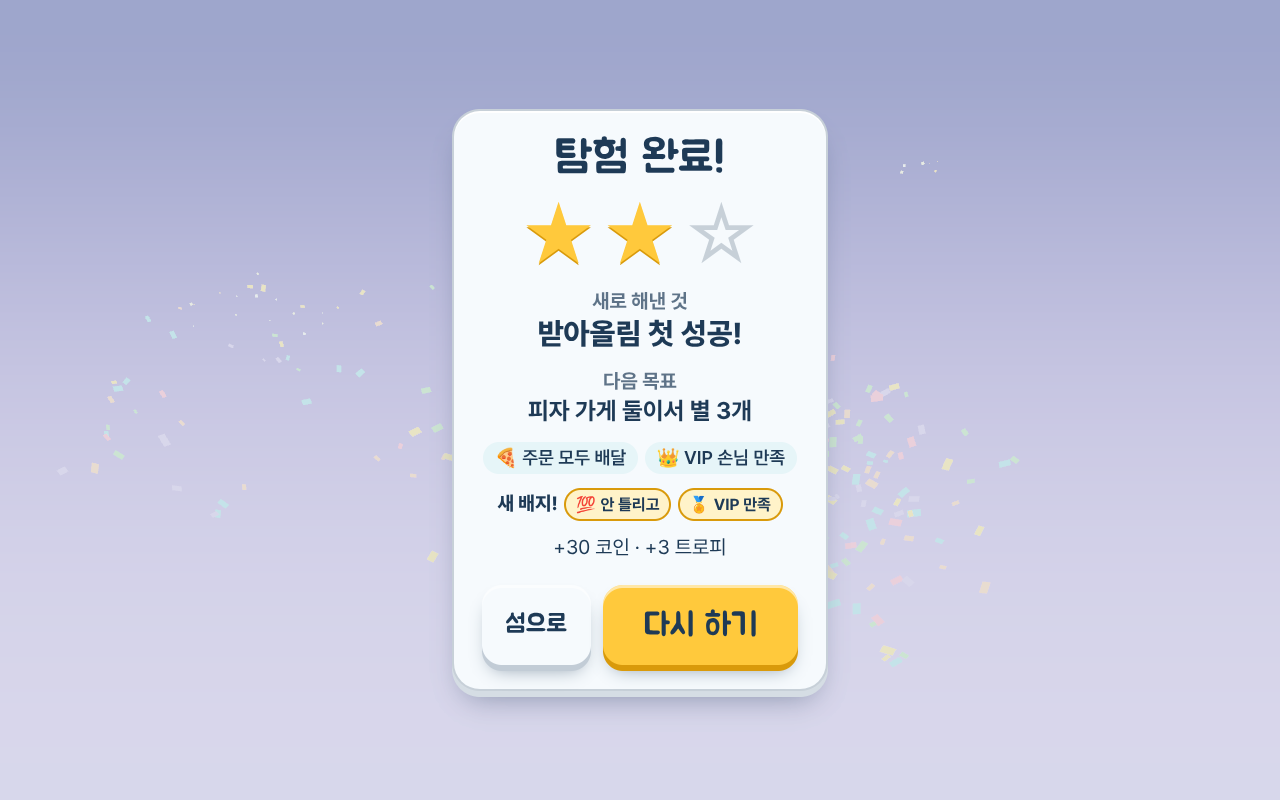 탐험 완료!
새로 해낸 것
받아올림 첫 성공!
다음 목표
피자 가게 둘이서 별 3개
🍕 주문 모두 배달 👑 VIP 손님 만족
새 배지! 💯 안 틀리고 🏅 VIP 만족
+30 코인 · +3 트로피
섬으로 다시 하기